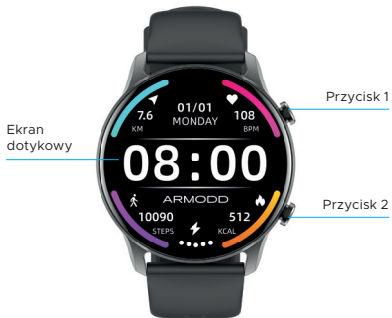 Przycisk 1
Ekran
dotykowy
Przycisk 2
01/01
MONDAY
7.6
KM
108
BPM
08:00
ARMODD
10090
STEPS
512
KCAL